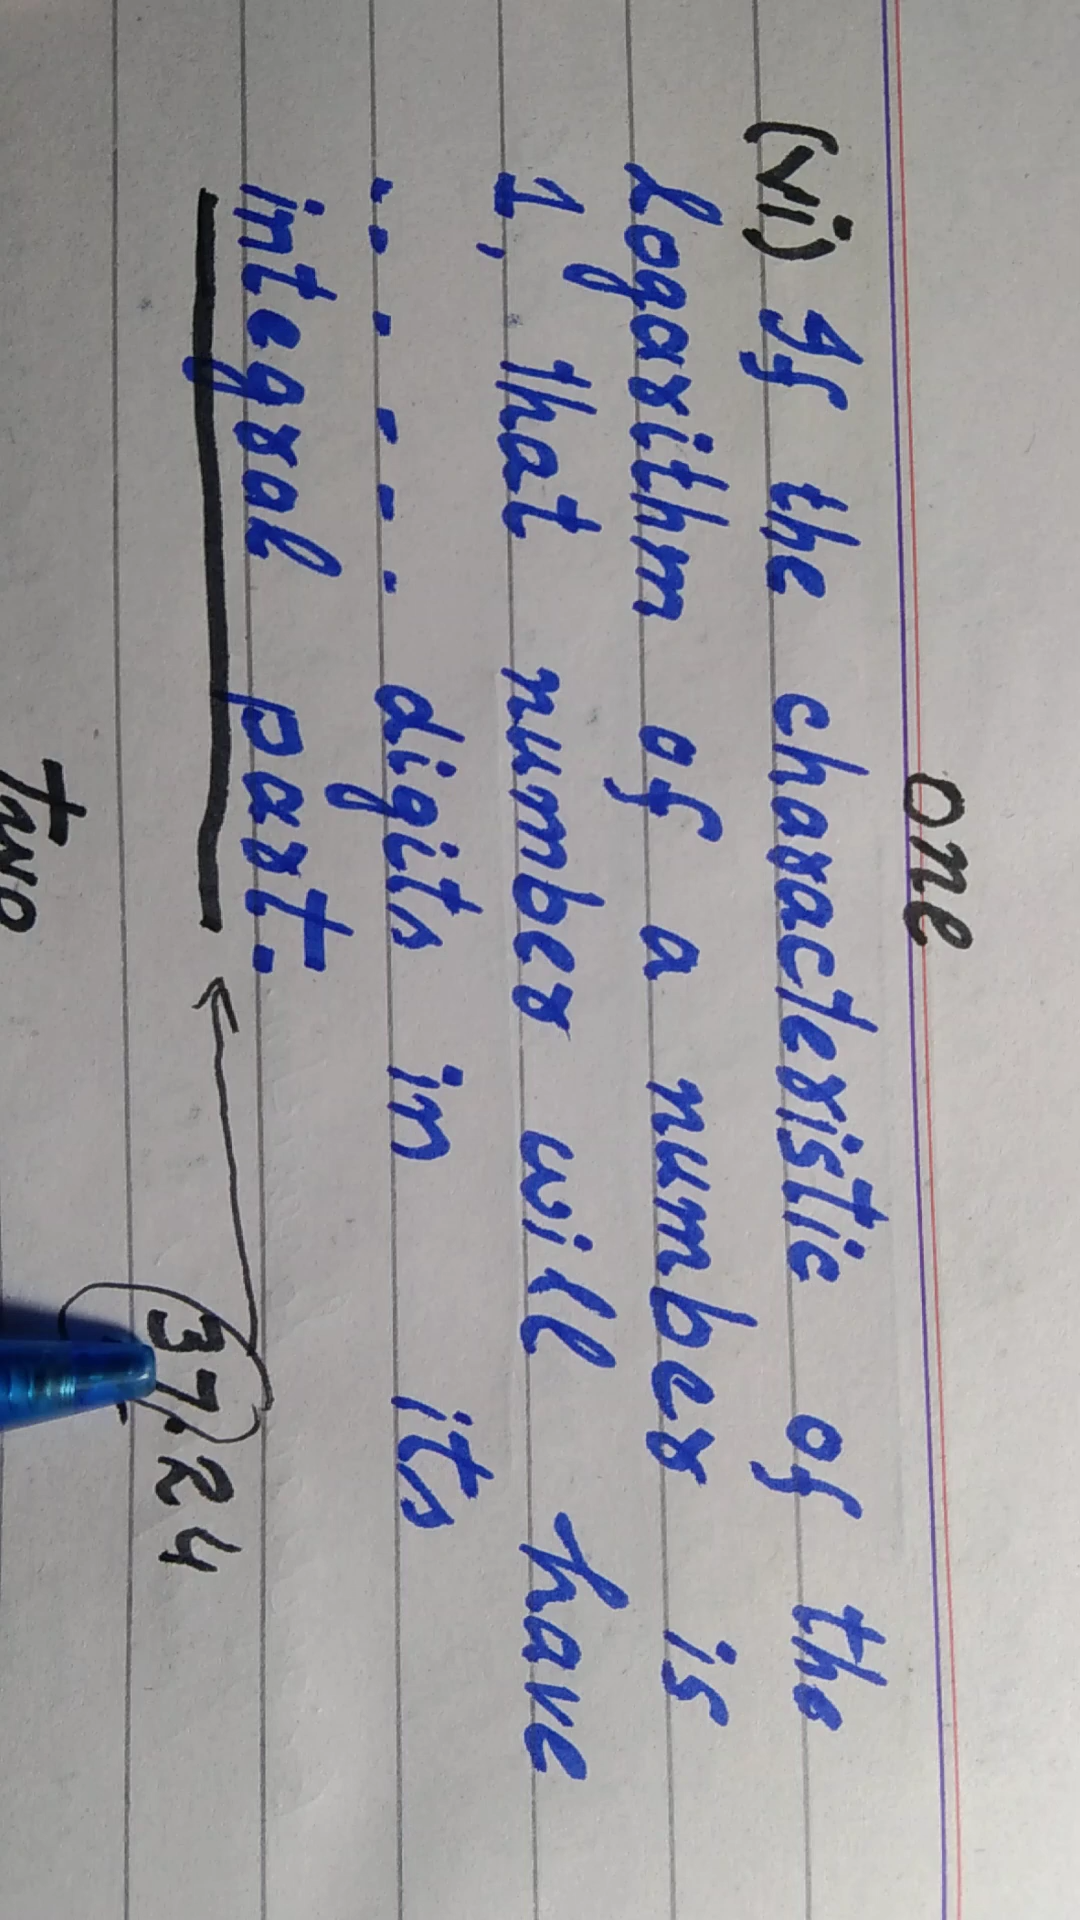 one
(vi) If the characteristic of the
logarithm of a number is
1, that number will have
...... digits in its
integral part.
37.24
Two